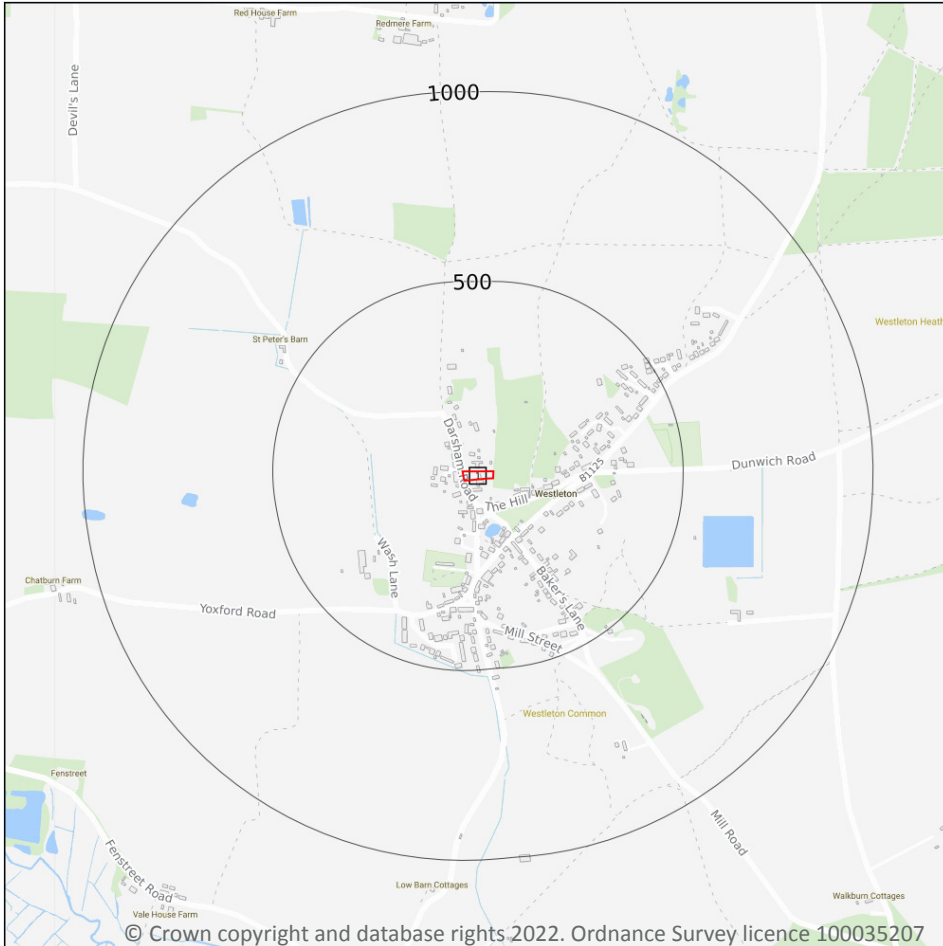 Red House Farm
Redmere Farm
Devil's Lane
1000
500
Westleton Heath
St Peter's Barn
Darsham Road
Dunwich Road
B1125
Westleton
The Hill
Wash Lane
Baker's Lane
Chatburn Farm
Yoxford Road
Mill Street
Westleton Common
Fenstreet
Mill Road
Fenstreet Road
Low Barn Cottages
Walkburn Cottages
Vale House Farm
© Crown copyright and database rights 2022. Ordnance Survey licence 100035207